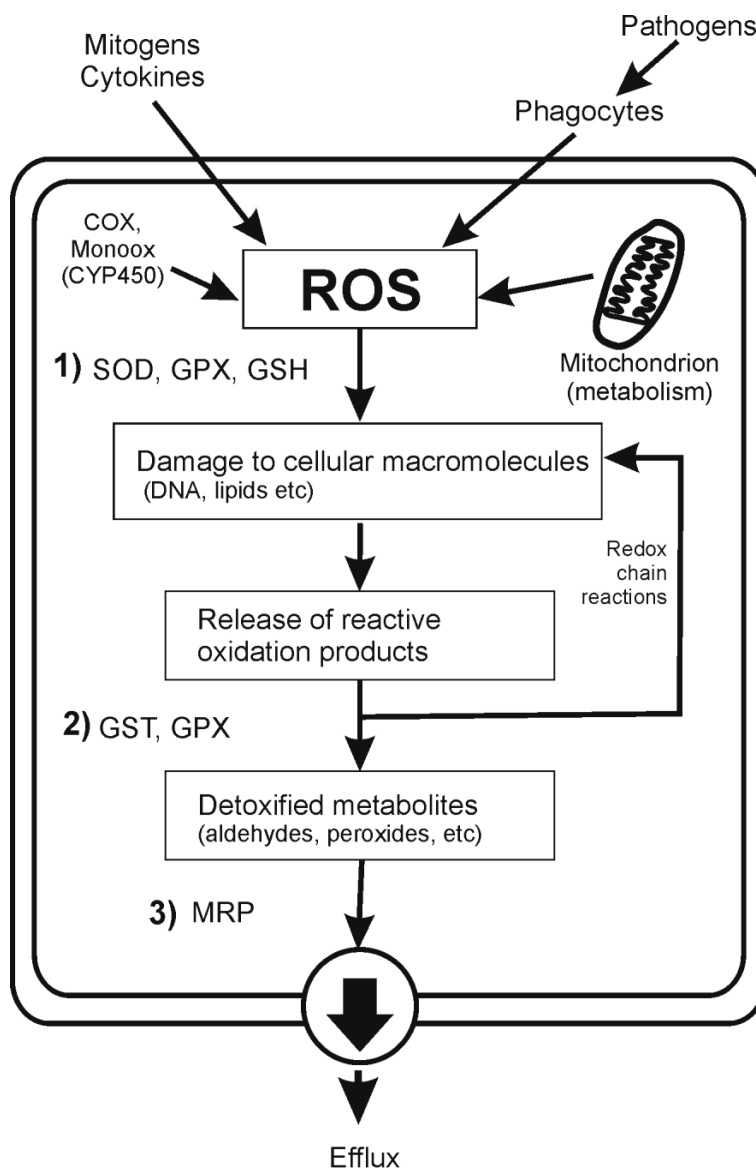 Pathogens
Mitogens
Cytokines
Phagocytes
COX,
Monoox
(CYP450)
ROS
Mitochondrion
(metabolism)
1) SOD, GPX, GSH
Damage to cellular macromolecules
(DNA, lipids etc)
Redox
chain
reactions
Release of reactive
oxidation products
2) GST, GPX
Detoxified metabolites
(aldehydes, peroxides, etc)
3) MRP
Efflux